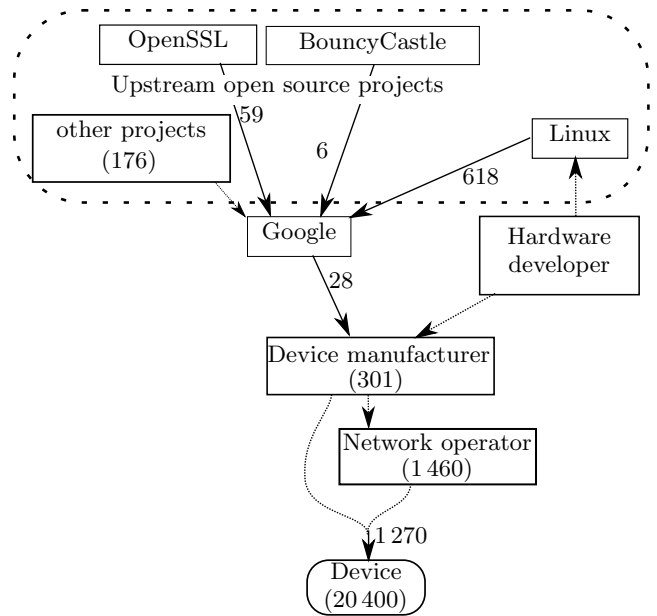 OpenSSL
BouncyCastle
Upstream open source projects
59
other projects
(176)
6
Linux
618
Google
Hardware
developer
28
Device manufacturer
(301)
Network operator
(1 460)
1 270
Device
(20 400)